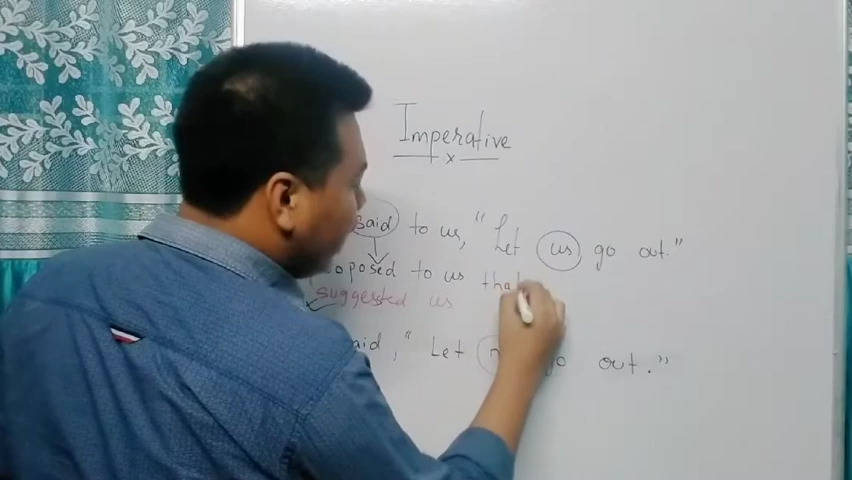 Imperative
x
said to us, "Let us go out."
proposed to us that
suggested us
said, " Let go out."